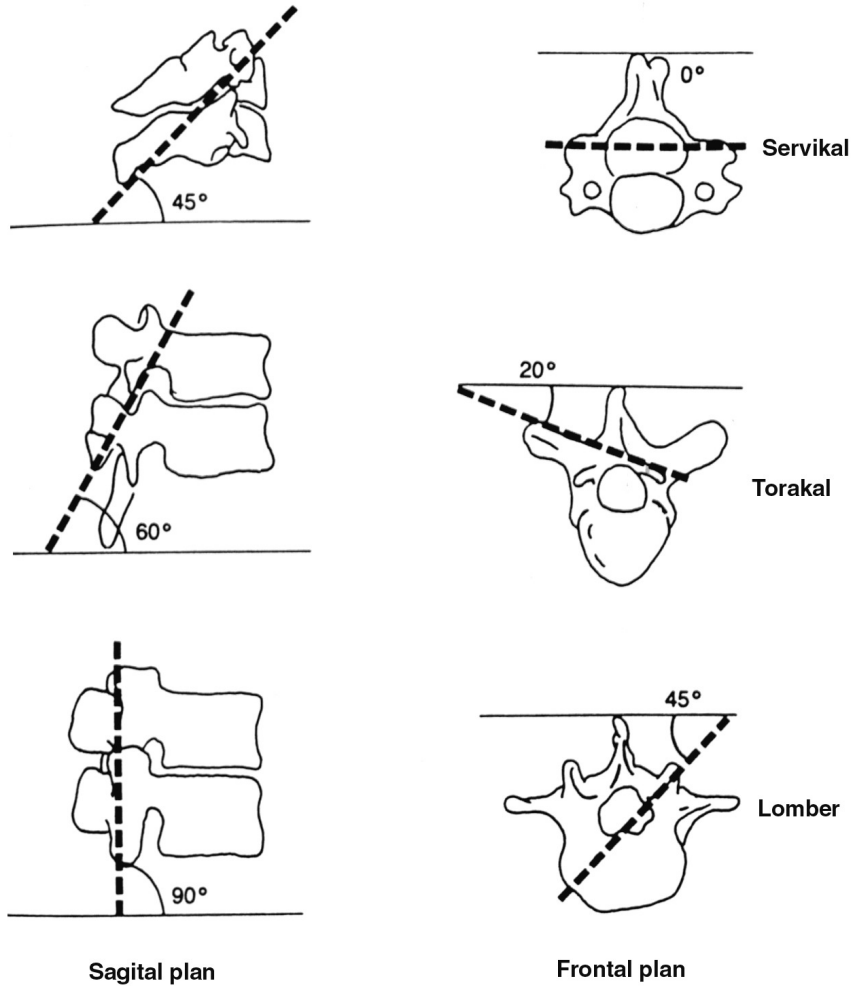 0°
Servikal
45°
20°
Torakal
60°
45°
Lomber
90°
Sagital plan
Frontal plan